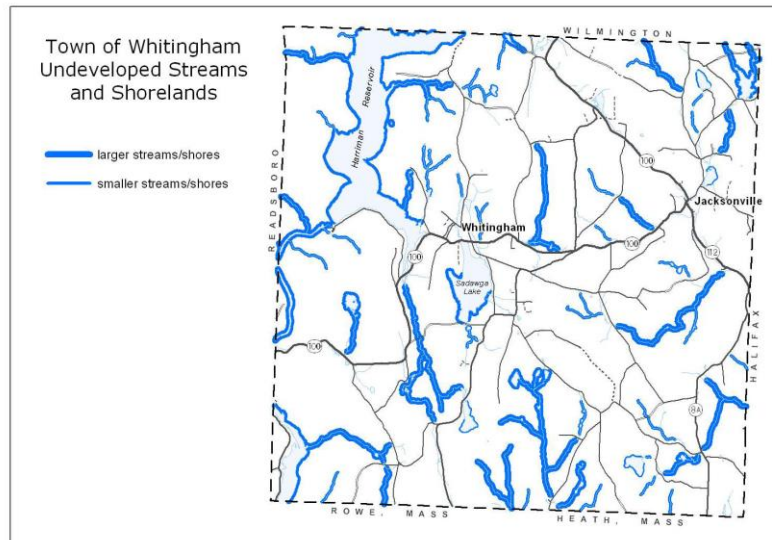 Town of Whitingham
Undeveloped Streams
and Shorelands
larger streams/shores
smaller streams/shores
WILMINGTON
Reservoir
Harriman
READSBORO
100
Jacksonville
Whitingham
100
100
112
Sadawga
Lake
100
HALIFAX
8A
ROWE, MASS
HEATH, MASS